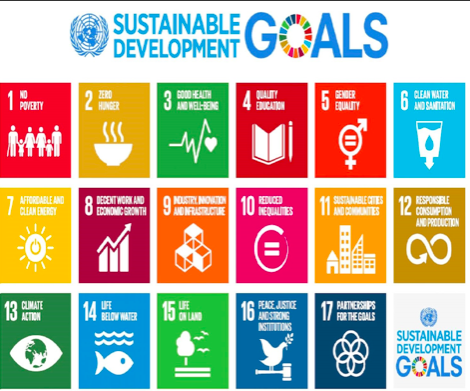 SUSTAINABLE
DEVELOPMENT
GOALS
1 NO
POVERTY
2 ZERO
HUNGER
3 GOOD HEALTH
AND WELL-BEING
4 QUALITY
EDUCATION
5 GENDER
EQUALITY
6 CLEAN WATER
AND SANITATION
7 AFFORDABLE AND
CLEAN ENERGY
8 DECENT WORK AND
ECONOMIC GROWTH
9 INDUSTRY, INNOVATION
AND INFRASTRUCTURE
10 REDUCED
INEQUALITIES
11 SUSTAINABLE CITIES
AND COMMUNITIES
12 RESPONSIBLE
CONSUMPTION
AND PRODUCTION
13 CLIMATE
ACTION
14 LIFE
BELOW WATER
15 LIFE
ON LAND
16 PEACE, JUSTICE
AND STRONG
INSTITUTIONS
17 PARTNERSHIPS
FOR THE GOALS
SUSTAINABLE
DEVELOPMENT
GOALS